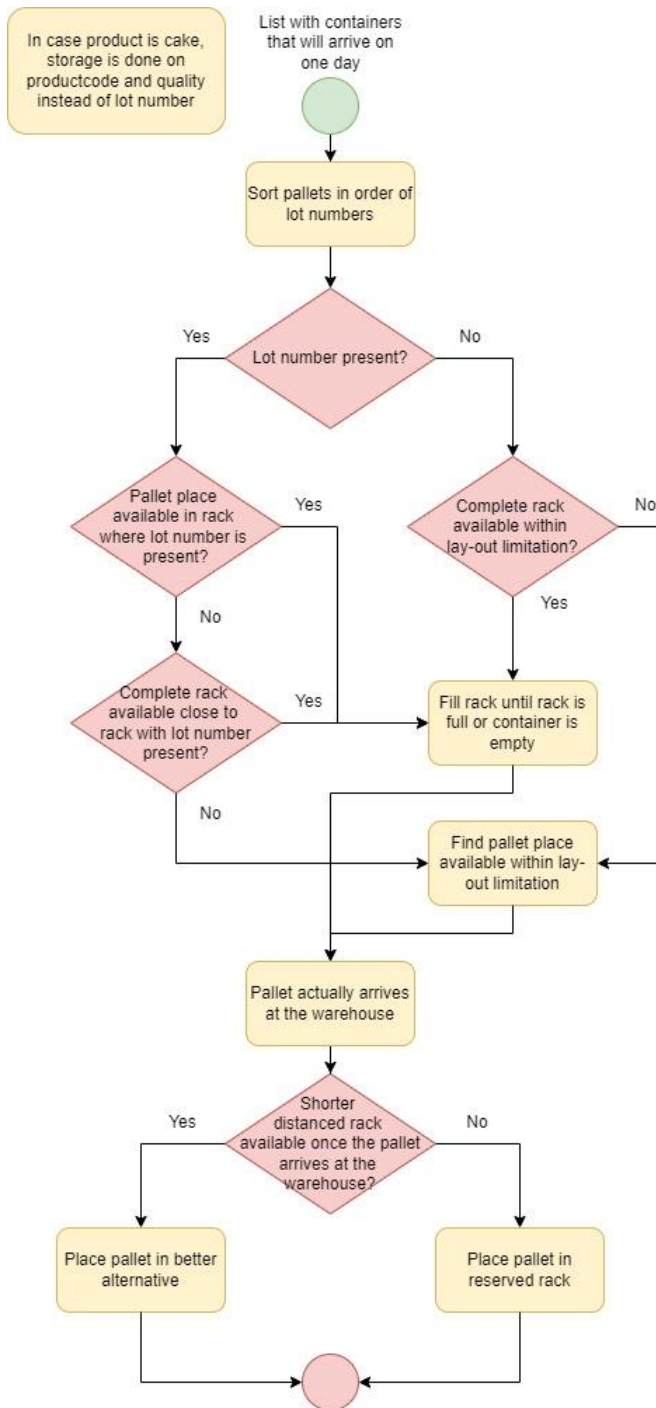 In case product is cake,
storage is done on
productcode and quality
instead of lot number
List with containers
that will arrive on
one day
Sort pallets in order of
lot numbers
Yes
Lot number present?
No
Pallet place
available in rack
where lot number is
present?
Yes
Complete rack
available within
lay-out limitation?
No
No
Yes
Complete rack
available close to
rack with lot number
present?
Yes
Fill rack until rack is
full or container is
empty
No
Find pallet place
available within lay-
out limitation
Pallet actually arrives
at the warehouse
Yes
Shorter
distanced rack
available once the pallet
arrives at the
warehouse?
No
Place pallet in better
alternative
Place pallet in
reserved rack